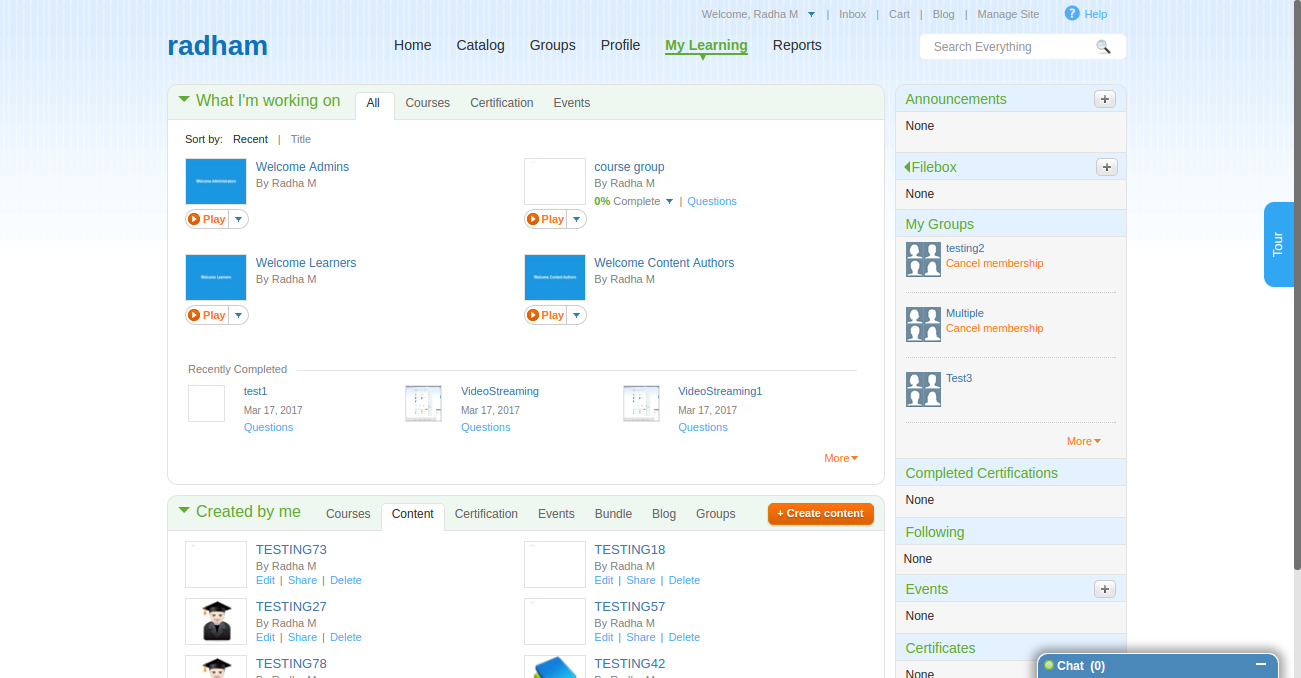 Welcome, Radha M | Inbox | Cart | Blog | Manage Site ? Help
radham
Home Catalog Groups Profile My Learning Reports
Search Everything
What I'm working on All Courses Certification Events
Sort by: Recent | Title
Welcome Administrators
Welcome Admins
By Radha M
Play
course group
By Radha M
0% Complete | Questions
Play
Welcome Learners
Welcome Learners
By Radha M
Play
Welcome Content Authors
Welcome Content Authors
By Radha M
Play
Recently Completed
test1
Mar 17, 2017
Questions
VideoStreaming
Mar 17, 2017
Questions
VideoStreaming1
Mar 17, 2017
Questions
More
Created by me Courses Content Certification Events Bundle Blog Groups + Create content
TESTING73
By Radha M
Edit | Share | Delete
TESTING18
By Radha M
Edit | Share | Delete
TESTING27
By Radha M
Edit | Share | Delete
TESTING57
By Radha M
Edit | Share | Delete
TESTING78
By Radha M
TESTING42
By Radha M
Announcements +
None
Filebox +
None
My Groups
testing2
Cancel membership
Multiple
Cancel membership
Test3
More
Completed Certifications
None
Following
None
Events +
None
Certificates
None
Tour
Chat (0)